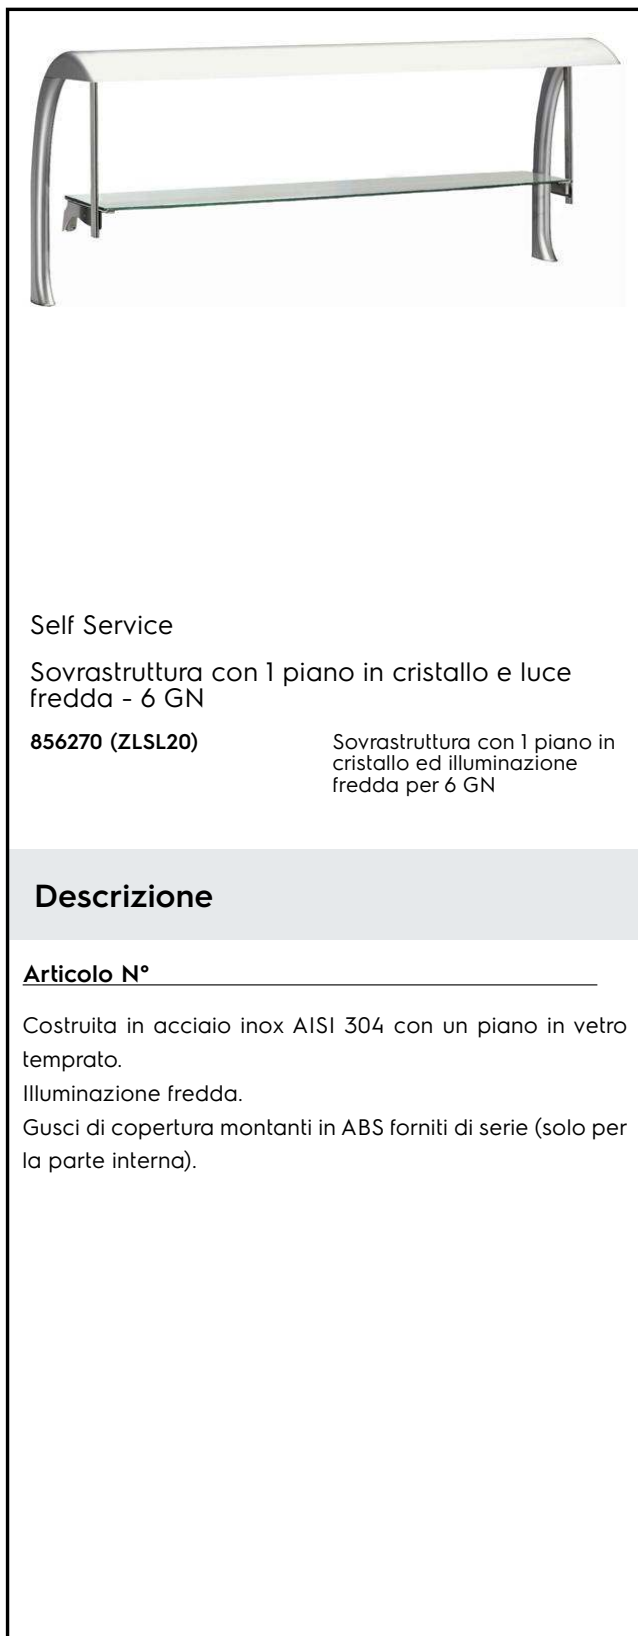 Self Service
Sovrastruttura con 1 piano in cristallo e luce
fredda - 6 GN
856270 (ZLSL20)
Sovrastruttura con 1 piano in
cristallo ed illuminazione
fredda per 6 GN
Descrizione
Articolo N°
Costruita in acciaio inox AISI 304 con un piano in vetro
temprato.
Illuminazione fredda.
Gusci di copertura montanti in ABS forniti di serie (solo per
la parte interna).